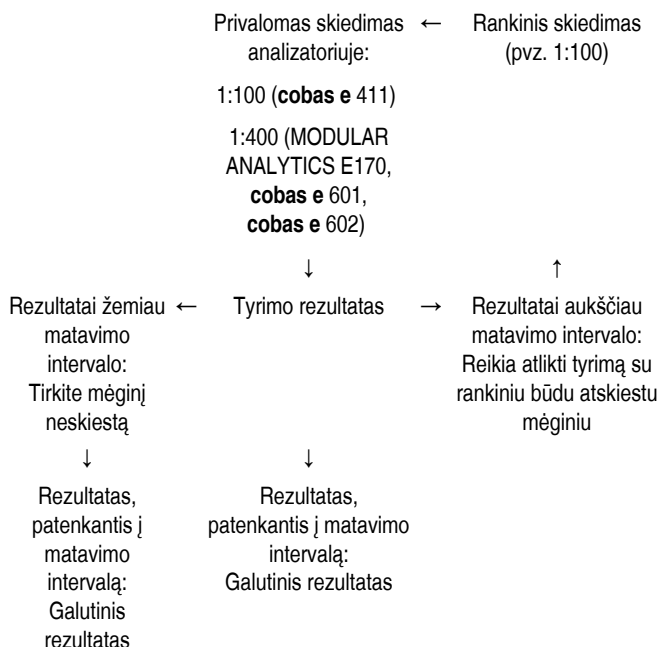 Privalomas skiedimas ← Rankinis skiedimas
analizatoriuje: (pvz. 1:100)
1:100 (cobas e 411)
1:400 (MODULAR
ANALYTICS E170,
cobas e 601,
cobas e 602)
↓ ↑
Rezultatai žemiau ← Tyrimo rezultatas → Rezultatai aukščiau
matavimo matavimo intervalo:
intervalo: Reikia atlikti tyrimą su
Tirkite mėginį rankiniu būdu atskiestu
neskiestą mėginiu
↓ ↓
Rezultatas, Rezultatas,
patenkantis į patenkantis į matavimo
matavimo intervalą:
intervalą: Galutinis rezultatas
Galutinis
rezultatas